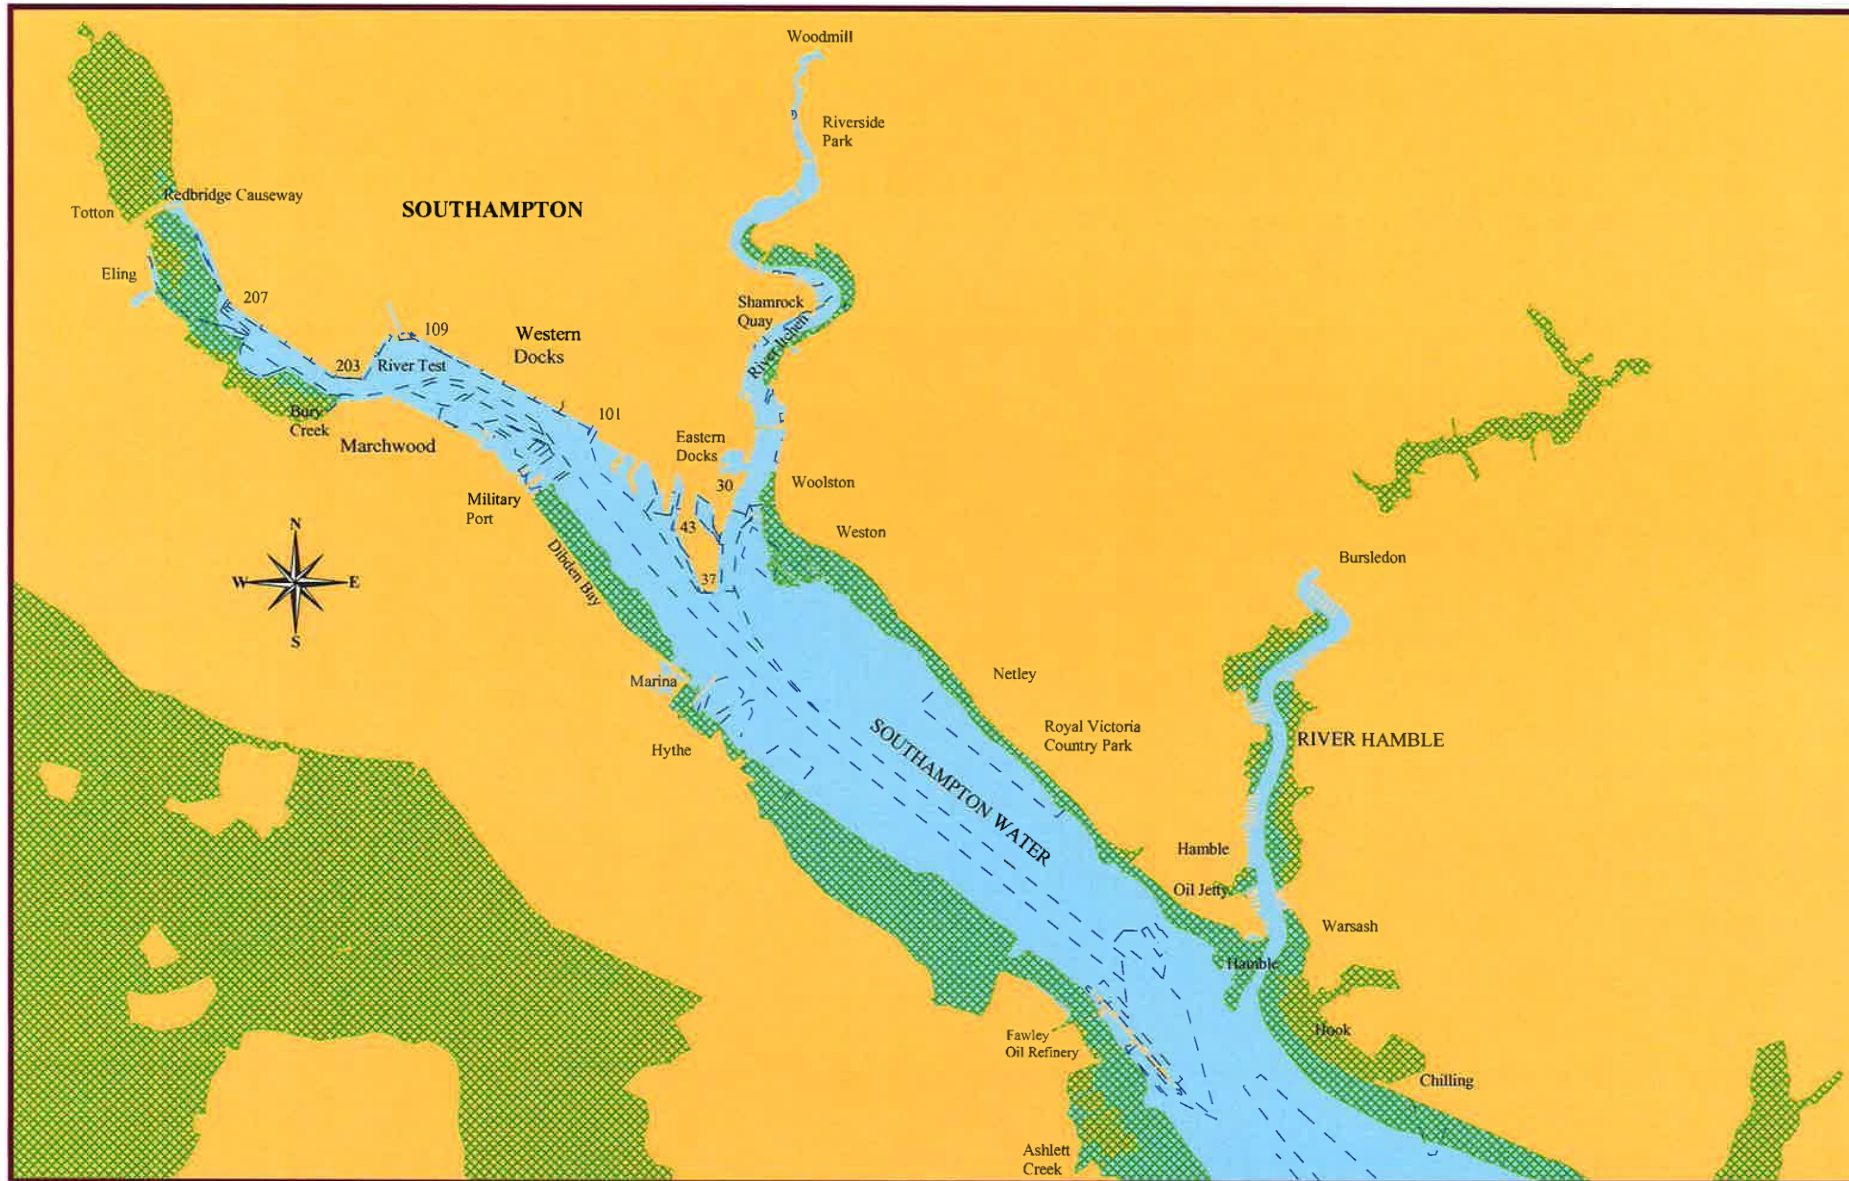 Woodmill
Riverside
Park
Redbridge Causeway
Totton
SOUTHAMPTON
Eling
207
Shamrock
Quay
109
Western
Docks
River Itchen
203
River Test
Bury
Creek
101
Marchwood
Eastern
Docks
30
Woolston
Military
Port
43
Weston
N
W
E
S
Dibden Bay
37
Bursledon
Marina
Netley
Hythe
Royal Victoria
Country Park
RIVER HAMBLE
SOUTHAMPTON WATER
Hamble
Oil Jetty
Warsash
Hamble
Hook
Fawley
Oil Refinery
Chilling
Ashlett
Creek